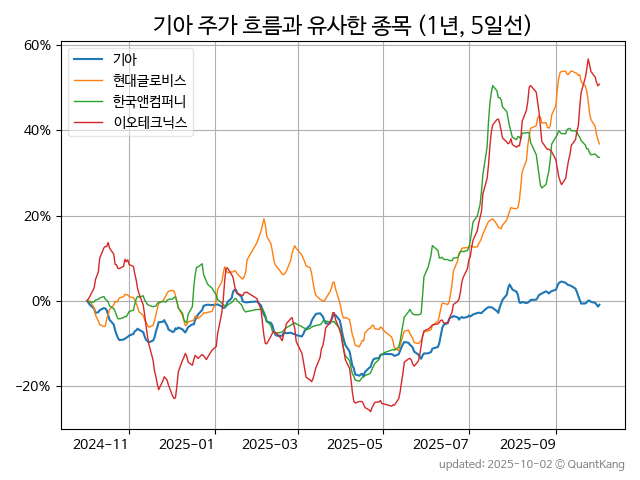 기아 주가 흐름과 유사한 종목 (1년, 5일선)
기아
현대글로비스
한국앤컴퍼니
이오테크닉스
60%
40%
20%
0%
−20%
2024-11 2025-01 2025-03 2025-05 2025-07 2025-09
updated: 2025-10-02 © QuantKang